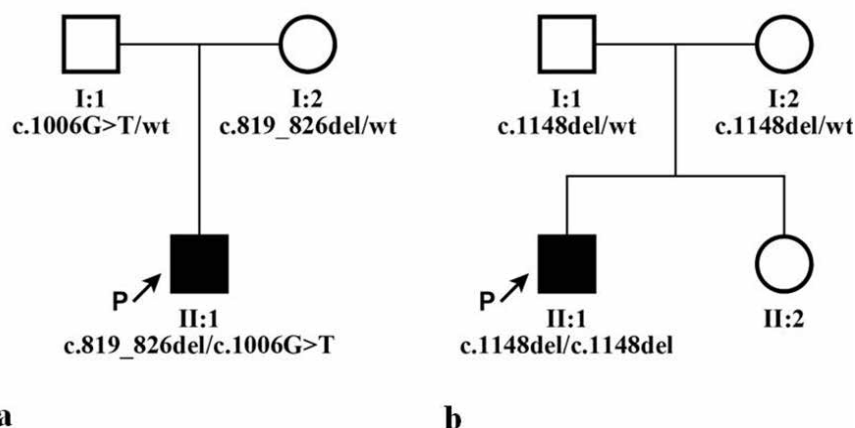 I:1
c.1006G>T/wt
I:2
c.819_826del/wt
P
II:1
c.819_826del/c.1006G>T
a
I:1
c.1148del/wt
I:2
c.1148del/wt
P
II:1
c.1148del/c.1148del
II:2
b